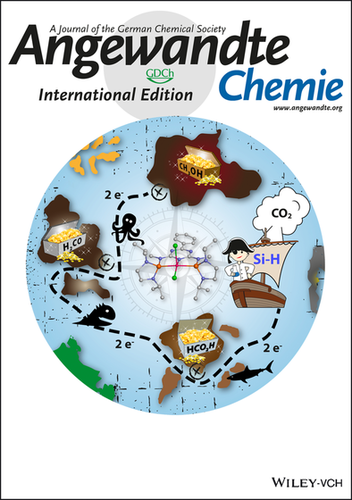 A Journal of the German Chemical Society
Angewandte
GDCh
International Edition
Chemie
www.angewandte.org
CH₃OH
2 e⁻
CO₂
H₂CO
Si-H
2 e⁻
HCO₂H
2 e⁻
WILEY-VCH